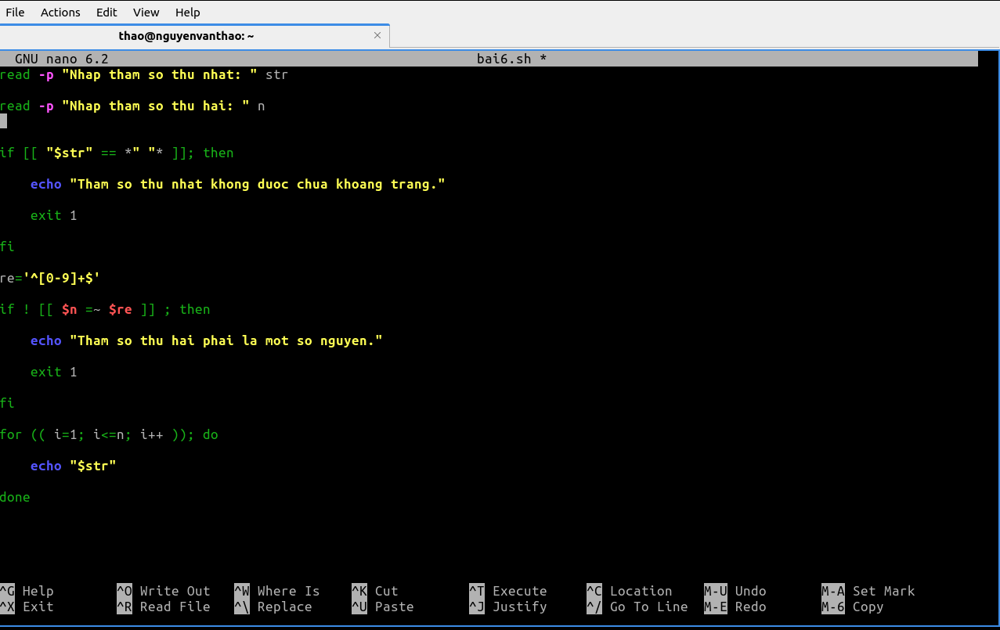 File Actions Edit View Help
thao@nguyenvanthao: ~ ×
GNU nano 6.2 bai6.sh *
read -p "Nhap tham so thu nhat: " str
read -p "Nhap tham so thu hai: " n
if [[ "$str" == *" "* ]]; then
    echo "Tham so thu nhat khong duoc chua khoang trang."
    exit 1
fi
re='^[0-9]+$'
if ! [[ $n =~ $re ]] ; then
    echo "Tham so thu hai phai la mot so nguyen."
    exit 1
fi
for (( i=1; i<=n; i++ )); do
    echo "$str"
done
^G Help ^O Write Out ^W Where Is ^K Cut ^T Execute ^C Location M-U Undo M-A Set Mark
^X Exit ^R Read File ^\ Replace ^U Paste ^J Justify ^/ Go To Line M-E Redo M-6 Copy